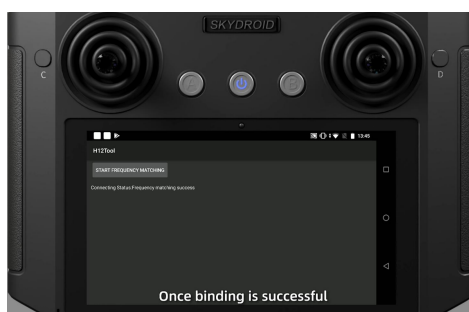 SKYDROID
C
A
B
D
13:45
H12Tool
START FREQUENCY MATCHING
Connecting Status:Frequency matching success
Once binding is successful